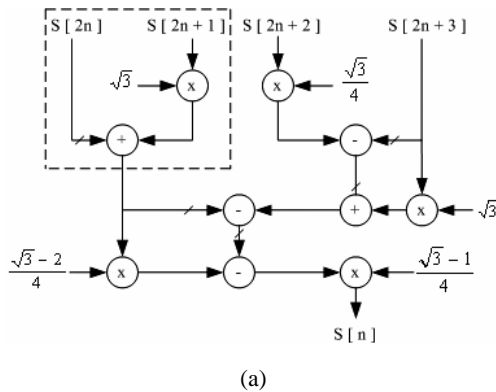 S [ 2n ] S [ 2n + 1 ] S [ 2n + 2 ] S [ 2n + 3 ]
√3 x x √3/4
+ -
- + x √3
(√3 - 2)/4 x - x (√3 - 1)/4
S [ n ]
(a)